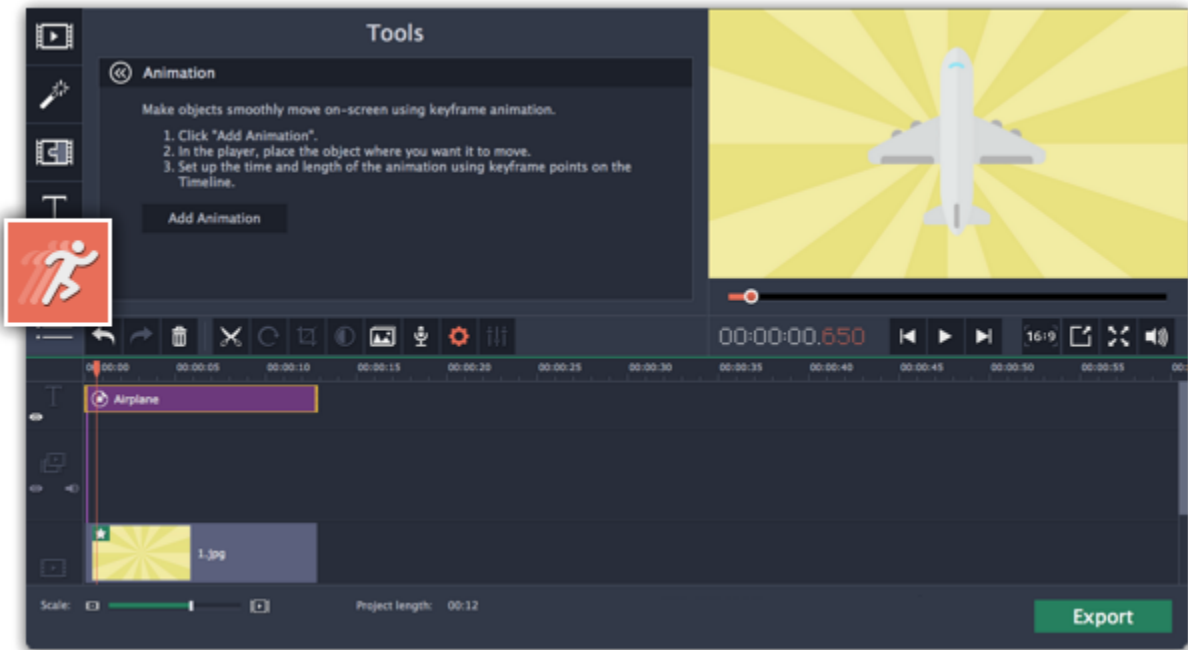 Tools
Animation
Make objects smoothly move on-screen using keyframe animation.
1. Click "Add Animation".
2. In the player, place the object where you want it to move.
3. Set up the time and length of the animation using keyframe points on the
Timeline.
T
Add Animation
00:00:00.650
16:9
00:00:05 00:00:10 00:00:15 00:00:20 00:00:25 00:00:30 00:00:35 00:00:40 00:00:45 00:00:50 00:00:55
T
Airplane
1.jpg
Scale:
Project length: 00:12
Export